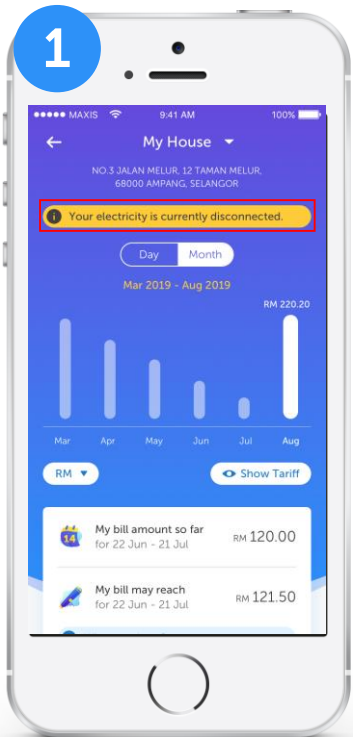 1
MAXIS 9:41 AM 100%
My House
NO.3 JALAN MELUR, 12 TAMAN MELUR,
68000 AMPANG, SELANGOR
Your electricity is currently disconnected.
Day Month
Mar 2019 - Aug 2019
RM 220.20
Mar Apr May Jun Jul Aug
RM Show Tariff
14
My bill amount so far
for 22 Jun - 21 Jul
RM 120.00
My bill may reach
for 22 Jun - 21 Jul
RM 121.50